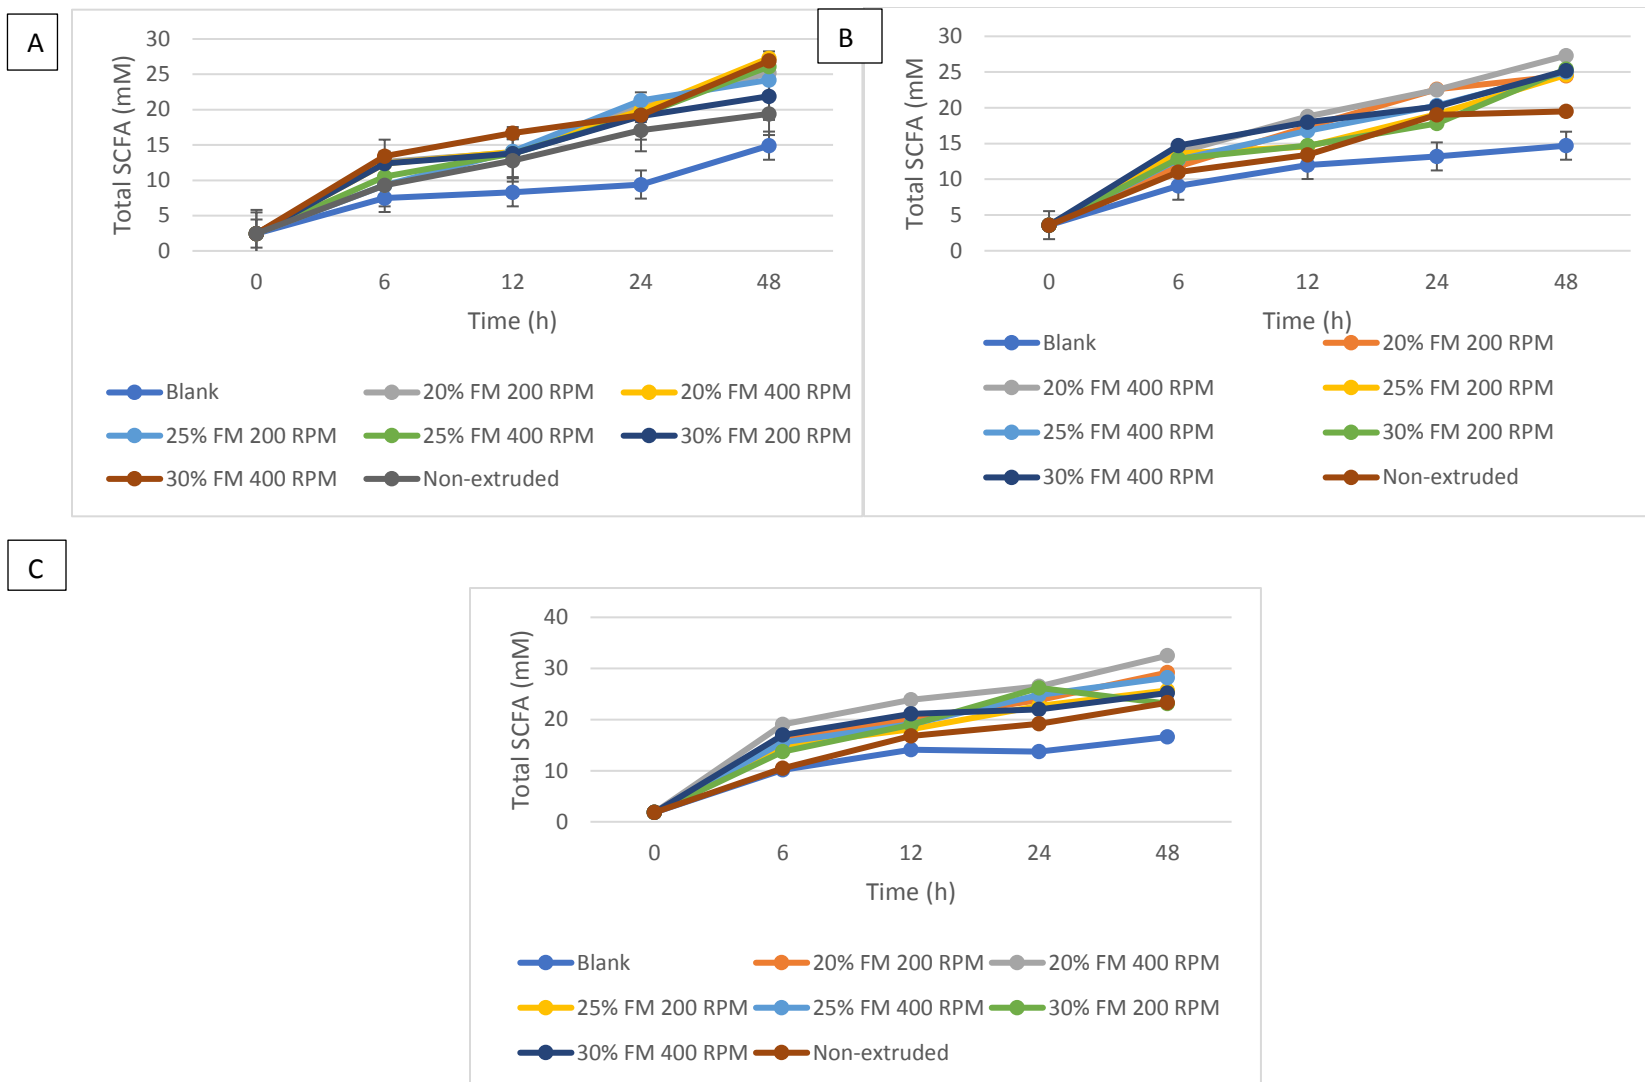 A
30
25
20
15
10
5
0
Total SCFA (mM)
0 6 12 24 48
Time (h)
Blank 20% FM 200 RPM 20% FM 400 RPM
25% FM 200 RPM 25% FM 400 RPM 30% FM 200 RPM
30% FM 400 RPM Non-extruded
B
30
25
20
15
10
5
0
Total SCFA (mM
0 6 12 24 48
Time (h)
Blank 20% FM 200 RPM
20% FM 400 RPM 25% FM 200 RPM
25% FM 400 RPM 30% FM 200 RPM
30% FM 400 RPM Non-extruded
C
40
30
20
10
0
Total SCFA (mM)
0 6 12 24 48
Time (h)
Blank 20% FM 200 RPM 20% FM 400 RPM
25% FM 200 RPM 25% FM 400 RPM 30% FM 200 RPM
30% FM 400 RPM Non-extruded